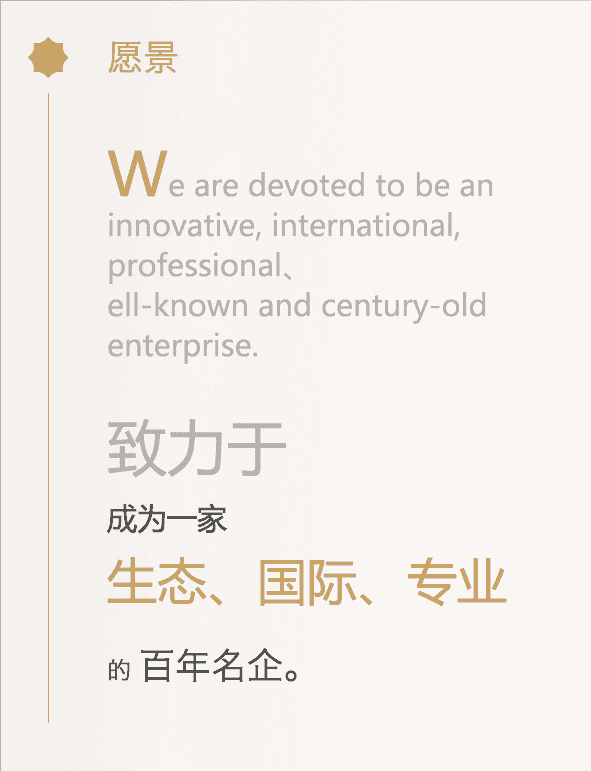 愿景
We are devoted to be an
innovative, international,
professional、
ell-known and century-old
enterprise.
致力于
成为一家
生态、国际、专业
的 百年名企。